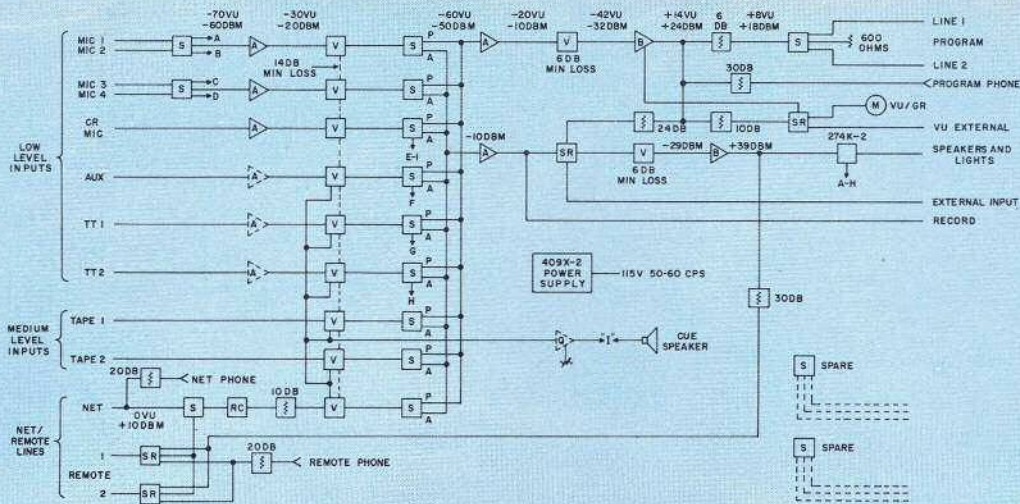 -70VU
-60DBM
-30VU
-20DBM
-60VU
-50DBM
-20VU
-10DBM
-42VU
-32DBM
+14VU
+24DBM
6
DB
+8VU
+18DBM
LINE 1
600
OHMS
PROGRAM
LINE 2
MIC 1
MIC 2
S
A
B
A
V
S
P
A
A
V
B
S
14DB
MIN LOSS
6DB
MIN LOSS
30DB
PROGRAM PHONE
MIC 3
MIC 4
S
C
D
A
V
S
P
A
M
VU/GR
CR
MIC
A
V
S
P
A
E-I
24DB
10DB
SR
VU EXTERNAL
274K-2
-10DBM
A
SR
V
-29DBM
B
+39DBM
SPEAKERS AND
LIGHTS
6DB
MIN LOSS
A-H
LOW
LEVEL
INPUTS
AUX
A
V
S
P
A
F
EXTERNAL INPUT
RECORD
TT 1
A
V
S
P
A
G
TT2
A
V
S
P
A
H
409X-2
POWER
SUPPLY
115V 50-60 CPS
30DB
MEDIUM
LEVEL
INPUTS
TAPE 1
V
S
P
A
Q
I
CUE
SPEAKER
TAPE 2
V
S
P
A
S
SPARE
20DB
NET PHONE
10DB
NET
0VU
+10DBM
S
RC
V
S
P
A
NET/
REMOTE
LINES
1
SR
20DB
REMOTE PHONE
REMOTE
2
SR
S
SPARE